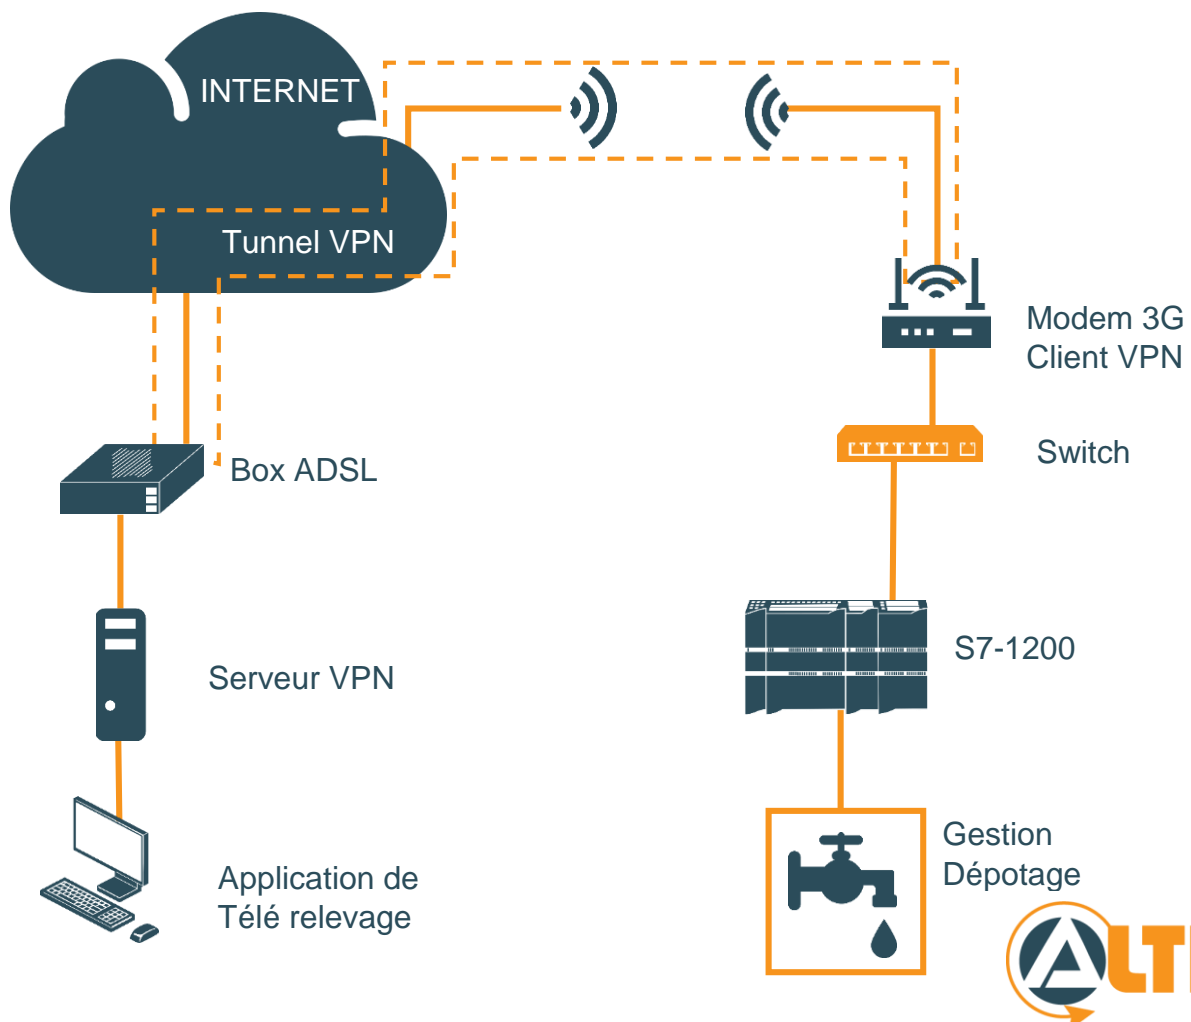 INTERNET
Tunnel VPN
Modem 3G
Client VPN
Box ADSL
Switch
S7-1200
Serveur VPN
Gestion
Dépotage
Application de
Télé relevage